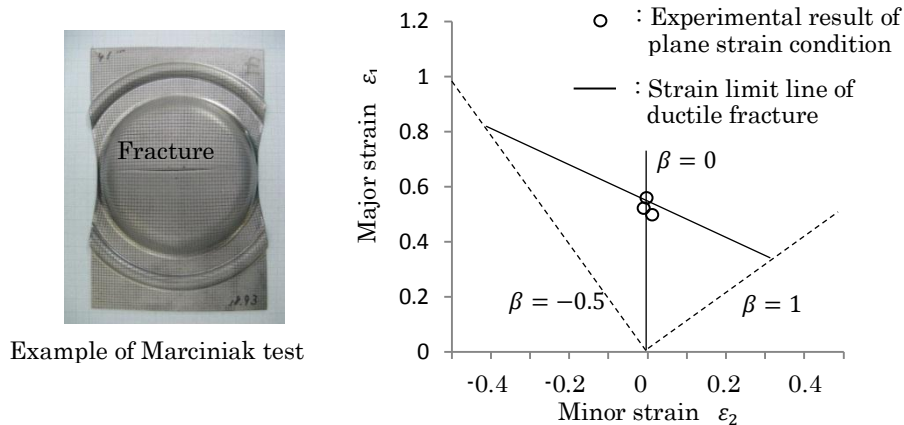 Fracture
Example of Marciniak test
Major strain ε₁
1.2
1
0.8
0.6
0.4
0.2
0
-0.4
-0.2
0
0.2
0.4
Minor strain ε₂
: Experimental result of
plane strain condition
: Strain limit line of
ductile fracture
β = 0
β = −0.5
β = 1